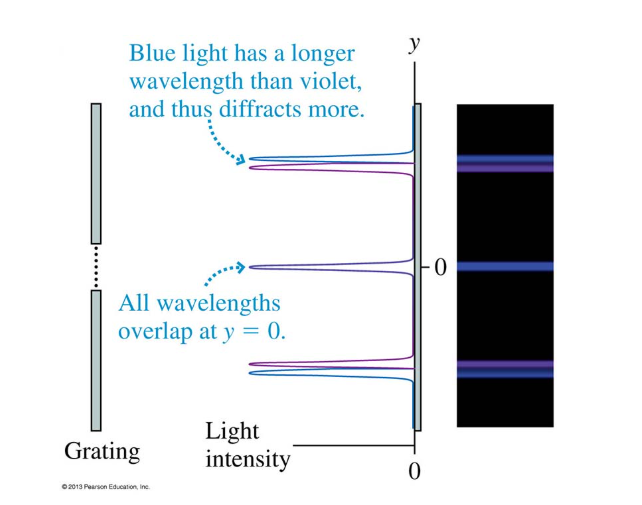 Blue light has a longer
wavelength than violet,
and thus diffracts more.
y
0
All wavelengths
overlap at y = 0.
Grating
Light
intensity
0
© 2013 Pearson Education, Inc.